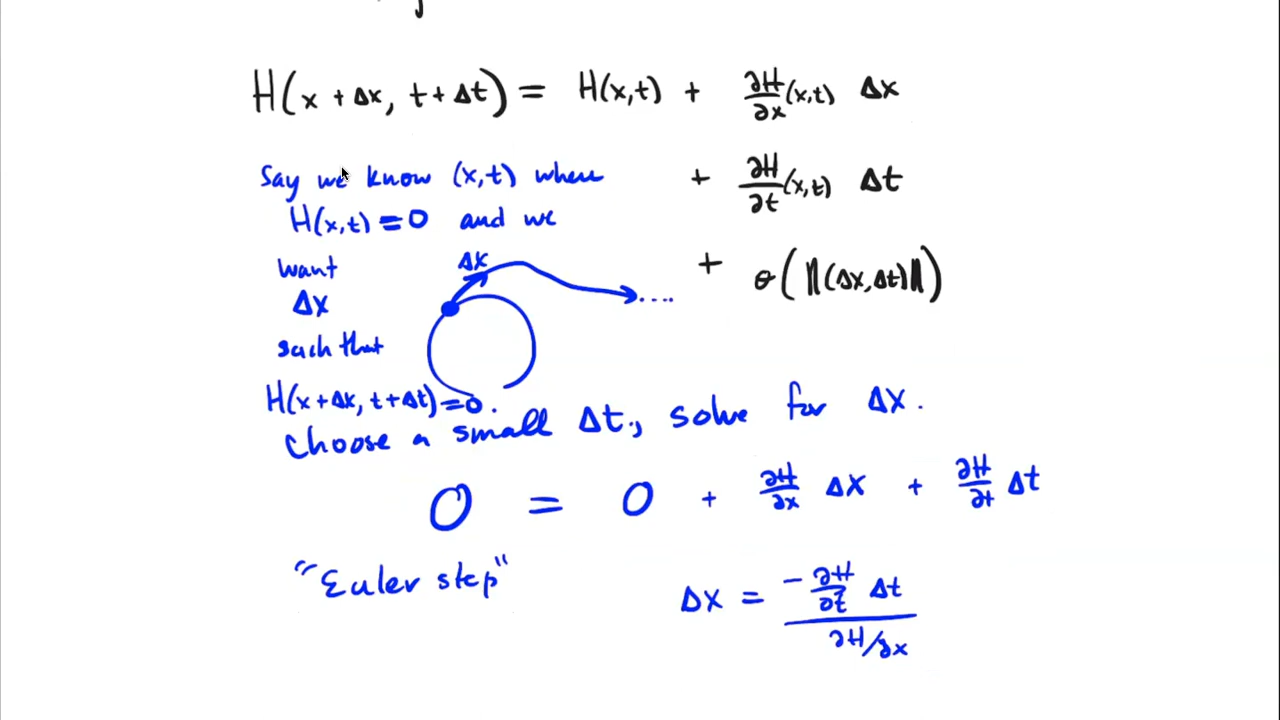 H(x + Δx, t + Δt) = H(x,t) + ∂H/∂x (x,t) Δx
+ ∂H/∂t (x,t) Δt
+ o(‖(Δx,Δt)‖)
Say we know (x,t) where
H(x,t) = 0 and we
want
Δx
such that
H(x+Δx, t+Δt)=0.
Δx
....
Choose a small Δt, solve for Δx.
0 = 0 + ∂H/∂x Δx + ∂H/∂t Δt
"Euler step"
Δx = -∂H/∂t Δt / ∂H/∂x